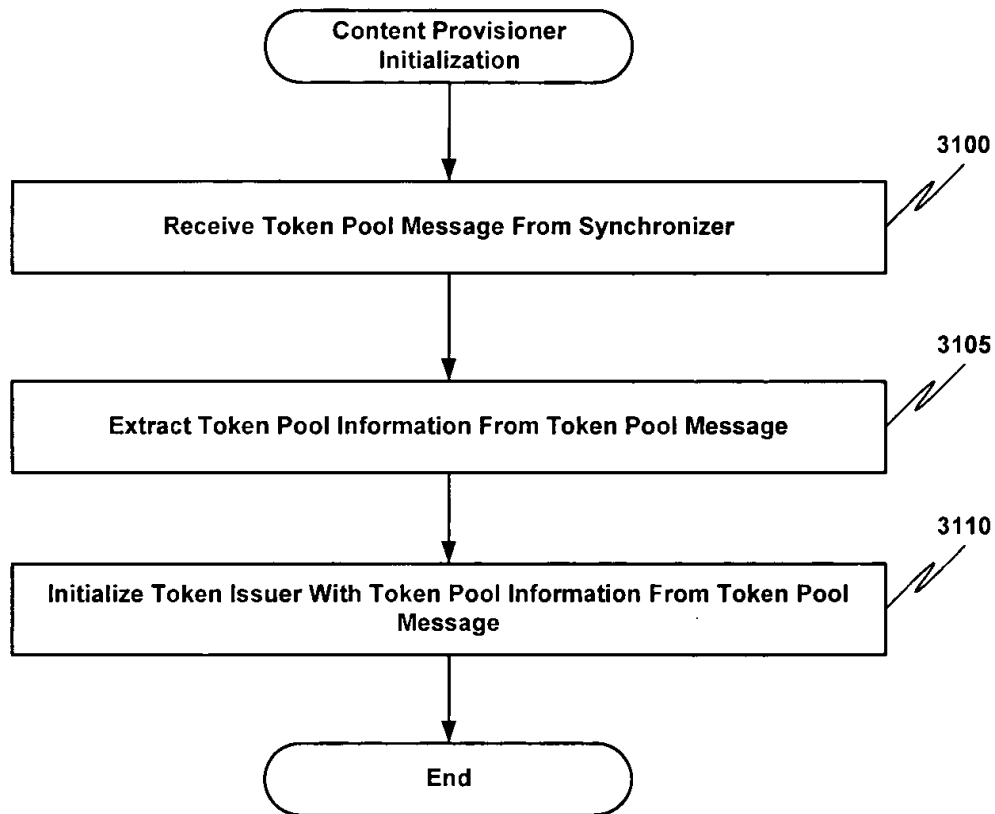 Content Provisioner
Initialization
3100
Receive Token Pool Message From Synchronizer
3105
Extract Token Pool Information From Token Pool Message
3110
Initialize Token Issuer With Token Pool Information From Token Pool
Message
End